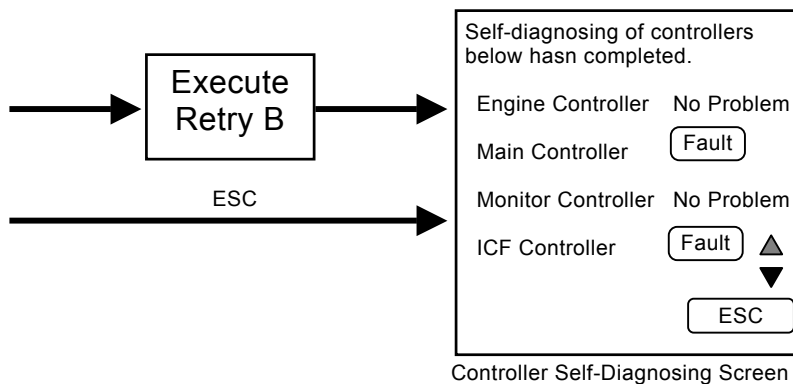 Execute
Retry B
ESC
Self-diagnosing of controllers
below hasn completed.
Engine Controller No Problem
Main Controller Fault
Monitor Controller No Problem
ICF Controller Fault
ESC
Controller Self-Diagnosing Screen